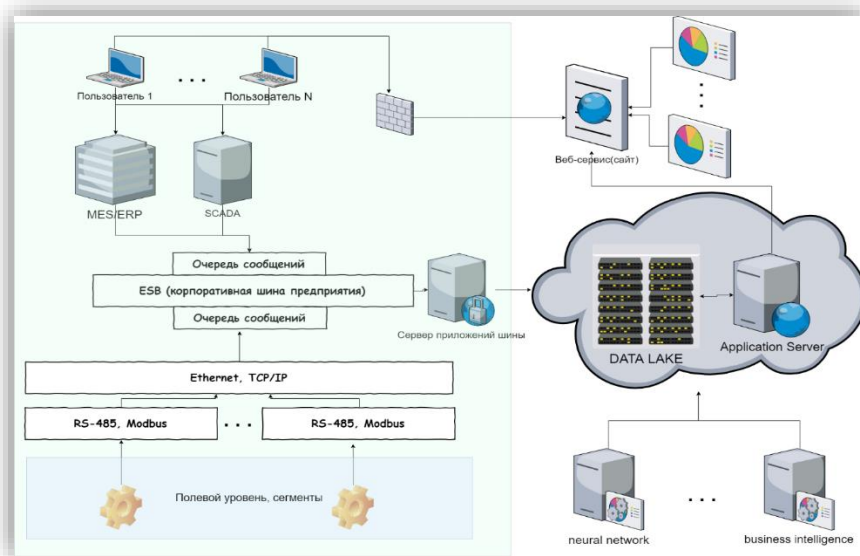 Пользователь 1
. . .
Пользователь N
Веб-сервис(сайт)
MES/ERP
SCADA
Очередь сообщений
ESB (корпоративная шина предприятия)
Очередь сообщений
Сервер приложений шины
DATA LAKE
Application Server
Ethernet, TCP/IP
RS-485, Modbus
. . .
RS-485, Modbus
Полевой уровень, сегменты
. . .
neural network
business intelligence